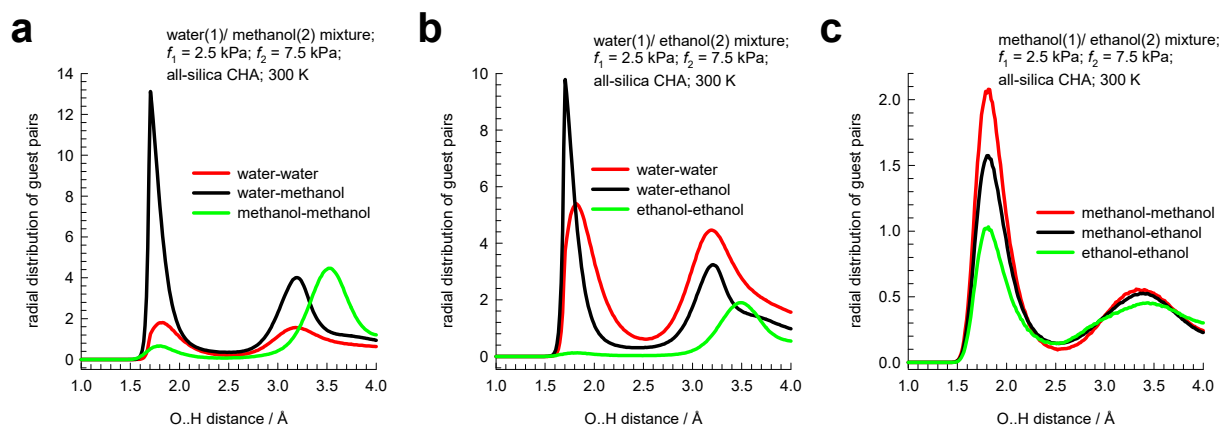 a
water(1)/ methanol(2) mixture;
f1 = 2.5 kPa; f2 = 7.5 kPa;
all-silica CHA; 300 K
radial distribution of guest pairs
14
12
10
8
6
4
2
0
water-water
water-methanol
methanol-methanol
1.0 1.5 2.0 2.5 3.0 3.5 4.0
O..H distance / Å
b
water(1)/ ethanol(2) mixture;
f1 = 2.5 kPa; f2 = 7.5 kPa;
all-silica CHA; 300 K
radial distribution of guest pairs
10
8
6
4
2
0
water-water
water-ethanol
ethanol-ethanol
1.0 1.5 2.0 2.5 3.0 3.5 4.0
O..H distance / Å
c
methanol(1)/ ethanol(2) mixture;
f1 = 2.5 kPa; f2 = 7.5 kPa;
all-silica CHA; 300 K
radial distribution of guest pairs
2.0
1.5
1.0
0.5
0.0
methanol-methanol
methanol-ethanol
ethanol-ethanol
1.0 1.5 2.0 2.5 3.0 3.5 4.0
O..H distance / Å